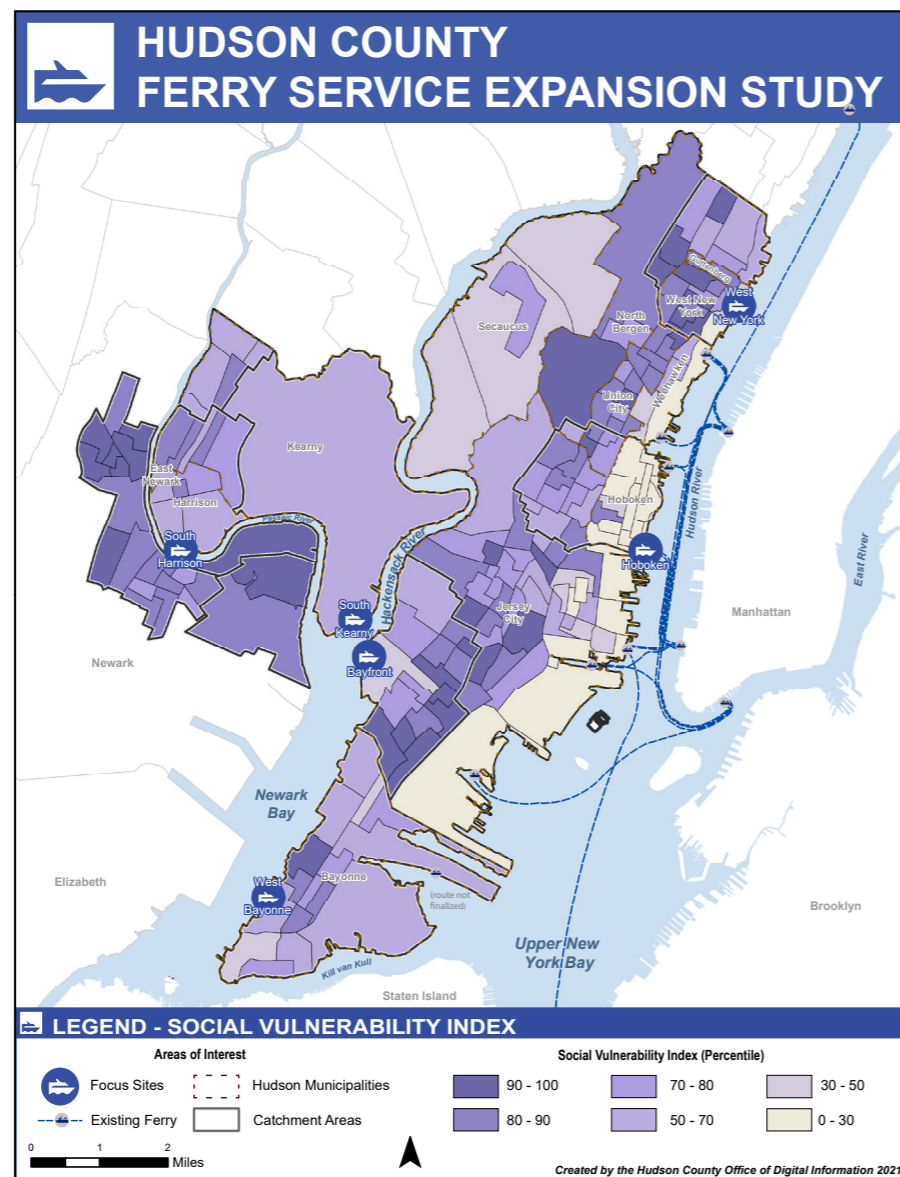 HUDSON COUNTY
FERRY SERVICE EXPANSION STUDY
Guttenberg
West New
York
West
New York
North
Bergen
Secaucus
Weehawken
Union
City
Kearny
East
Newark
Harrison
Hoboken
Hudson River
Passaic River
South
Harrison
Hoboken
East River
Hackensack River
South
Kearny
Jersey
City
Manhattan
Bayfront
Newark
Newark
Bay
Elizabeth
Bayonne
West
Bayonne
(route not
finalized)
Brooklyn
Upper New
York Bay
Kill van Kull
Staten Island
LEGEND - SOCIAL VULNERABILITY INDEX
Areas of Interest
Focus Sites
Hudson Municipalities
Existing Ferry
Catchment Areas
0 1 2
Miles
Social Vulnerability Index (Percentile)
90 - 100
70 - 80
30 - 50
80 - 90
50 - 70
0 - 30
Created by the Hudson County Office of Digital Information 2021